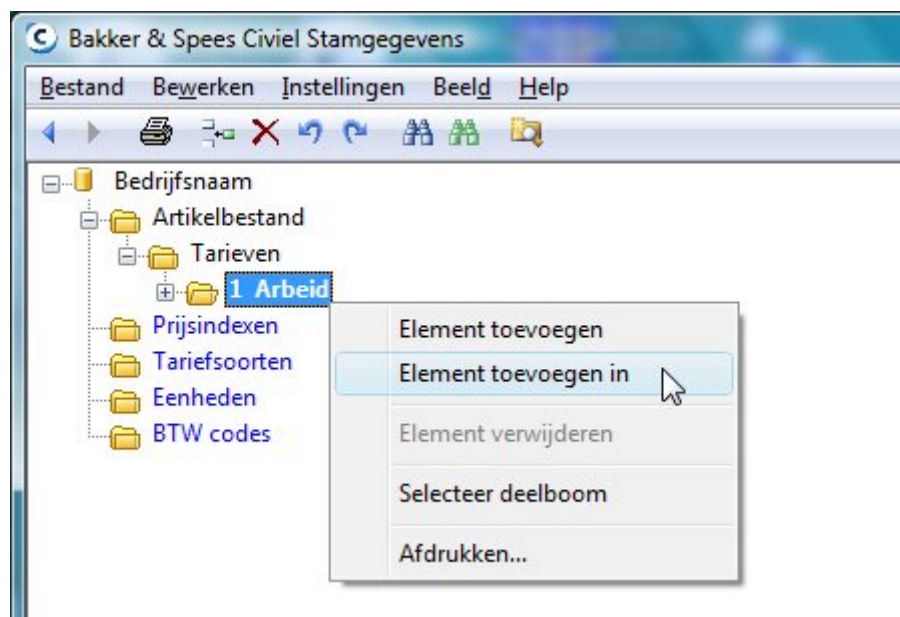 Bakker & Spees Civiel Stamgegevens
Bestand Bewerken Instellingen Beeld Help
Bedrijfsnaam
Artikelbestand
Tarieven
1 Arbeid
Prijsindexen
Tariefsoorten
Eenheden
BTW codes
Element toevoegen
Element toevoegen in
Element verwijderen
Selecteer deelboom
Afdrukken...